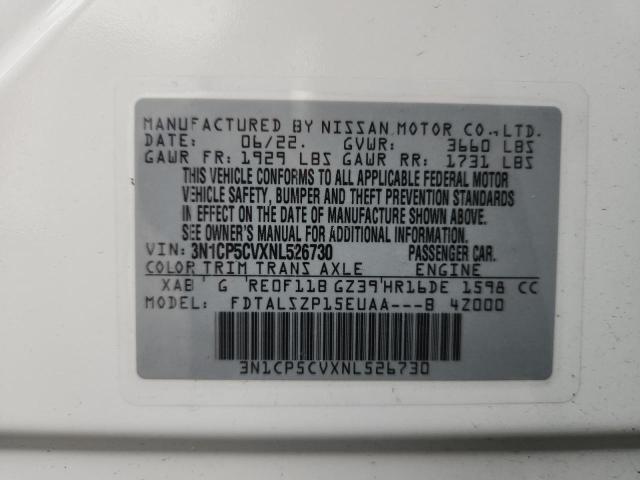 MANUFACTURED BY NISSAN MOTOR CO.,LTD.
DATE: 06/22. GVWR: 3660 LBS
GAWR FR: 1929 LBS GAWR RR: 1731 LBS
THIS VEHICLE CONFORMS TO ALL APPLICABLE FEDERAL MOTOR
VEHICLE SAFETY, BUMPER AND THEFT PREVENTION STANDARDS
IN EFFECT ON THE DATE OF MANUFACTURE SHOWN ABOVE.
SEE OWNER'S MANUAL FOR ADDITIONAL INFORMATION.
VIN: 3N1CP5CVXNL526730 PASSENGER CAR.
COLOR TRIM TRANS AXLE ENGINE
XAB G RE0F11B GZ39 HR16DE 1598 CC
MODEL: FDTALSZP15EUAA---B 4Z000
3N1CP5CVXNL526730